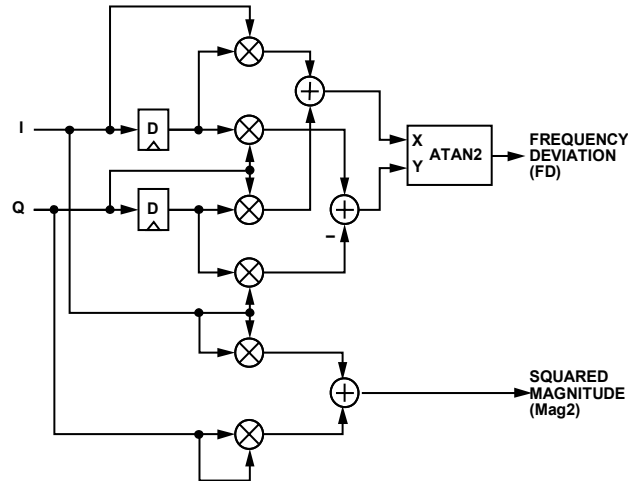 I
D
X
Y
ATAN2
FREQUENCY
DEVIATION
(FD)
Q
D
–
SQUARED
MAGNITUDE
(Mag2)